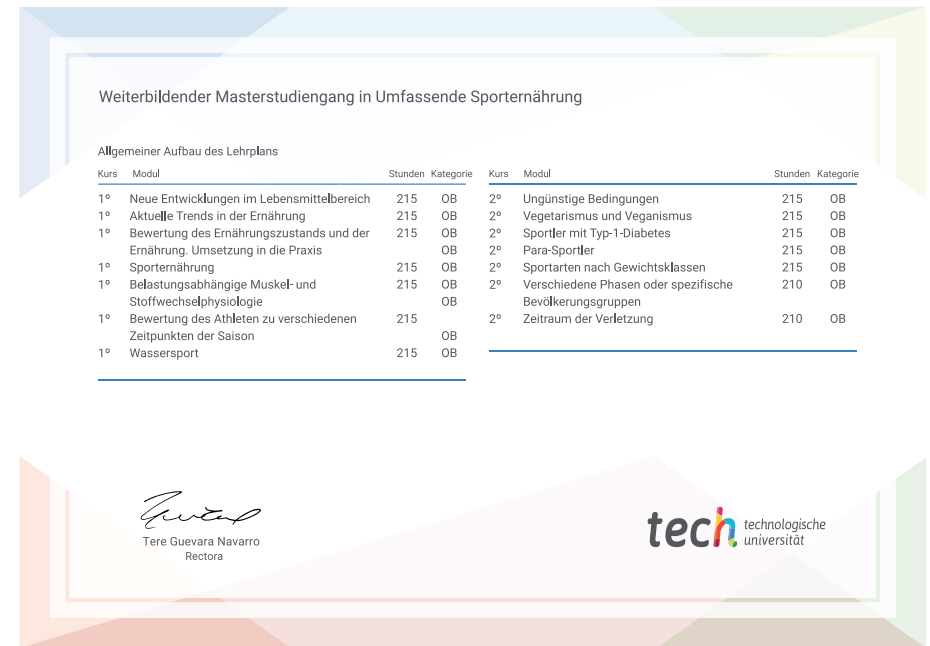 Weiterbildender Masterstudiengang in Umfassende Sporternährung
Allgemeiner Aufbau des Lehrplans
Kurs Modul Stunden Kategorie
1º Neue Entwicklungen im Lebensmittelbereich 215 OB
1º Aktuelle Trends in der Ernährung 215 OB
1º Bewertung des Ernährungszustands und der 215 OB
Ernährung. Umsetzung in die Praxis OB
1º Sporternährung 215 OB
1º Belastungsabhängige Muskel- und 215 OB
Stoffwechselphysiologie OB
1º Bewertung des Athleten zu verschiedenen 215
Zeitpunkten der Saison OB
1º Wassersport 215 OB
Kurs Modul Stunden Kategorie
2º Ungünstige Bedingungen 215 OB
2º Vegetarismus und Veganismus 215 OB
2º Sportler mit Typ-1-Diabetes 215 OB
2º Para-Sportler 215 OB
2º Sportarten nach Gewichtsklassen 215 OB
2º Verschiedene Phasen oder spezifische 210 OB
Bevölkerungsgruppen
2º Zeitraum der Verletzung 210 OB
Tere Guevara Navarro
Rectora
tech technologische
universität